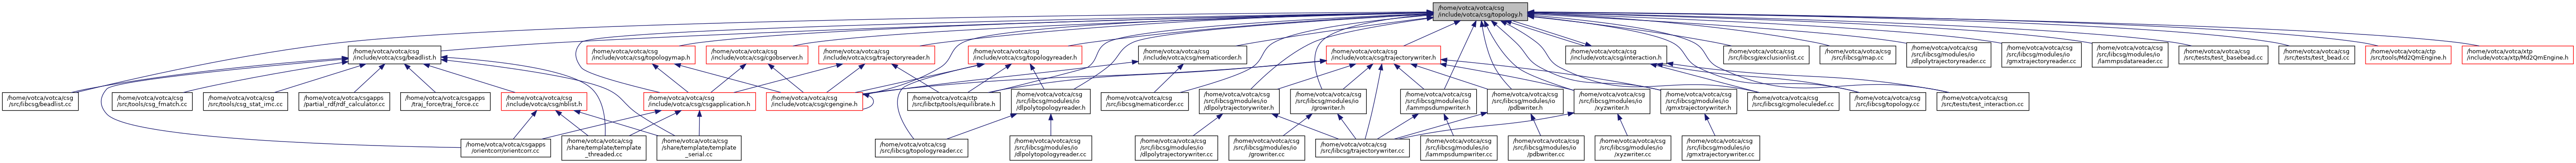 /home/votca/votca/csg
/include/votca/csg/topology.h
/home/votca/votca/csg
/include/votca/csg/beadlist.h
/home/votca/votca/csg
/include/votca/csg/topologymap.h
/home/votca/votca/csg
/include/votca/csg/cgobserver.h
/home/votca/votca/csg
/include/votca/csg/trajectoryreader.h
/home/votca/votca/csg
/include/votca/csg/topologyreader.h
/home/votca/votca/csg
/include/votca/csg/nematicorder.h
/home/votca/votca/csg
/include/votca/csg/trajectorywriter.h
/home/votca/votca/csg
/include/votca/csg/interaction.h
/home/votca/votca/csg
/src/libcsg/exclusionlist.cc
/home/votca/votca/csg
/src/libcsg/map.cc
/home/votca/votca/csg
/src/libcsg/modules/io
/dlpolytrajectoryreader.cc
/home/votca/votca/csg
/src/libcsg/modules/io
/gmxtrajectoryreader.cc
/home/votca/votca/csg
/src/libcsg/modules/io
/lammpsdatareader.cc
/home/votca/votca/csg
/src/tests/test_basebead.cc
/home/votca/votca/csg
/src/tests/test_bead.cc
/home/votca/votca/ctp
/src/tools/Md2QmEngine.h
/home/votca/votca/xtp
/include/votca/xtp/Md2QmEngine.h
/home/votca/votca/csg
/src/libcsg/beadlist.cc
/home/votca/votca/csg
/src/tools/csg_fmatch.cc
/home/votca/votca/csg
/src/tools/csg_stat_imc.cc
/home/votca/votca/csgapps
/partial_rdf/rdf_calculator.cc
/home/votca/votca/csgapps
/traj_force/traj_force.cc
/home/votca/votca/csg
/include/votca/csg/nblist.h
/home/votca/votca/csg
/include/votca/csg/csgapplication.h
/home/votca/votca/csg
/include/votca/csg/cgengine.h
/home/votca/votca/ctp
/src/libctp/tools/equilibrate.h
/home/votca/votca/csg
/src/libcsg/modules/io
/dlpolytopologyreader.h
/home/votca/votca/csg
/src/libcsg/nematicorder.cc
/home/votca/votca/csg
/src/libcsg/modules/io
/dlpolytrajectorywriter.h
/home/votca/votca/csg
/src/libcsg/modules/io
/growriter.h
/home/votca/votca/csg
/src/libcsg/modules/io
/lammpsdumpwriter.h
/home/votca/votca/csg
/src/libcsg/modules/io
/pdbwriter.h
/home/votca/votca/csg
/src/libcsg/modules/io
/xyzwriter.h
/home/votca/votca/csg
/src/libcsg/modules/io
/gmxtrajectorywriter.h
/home/votca/votca/csg
/src/libcsg/cgmoleculedef.cc
/home/votca/votca/csg
/src/libcsg/topology.cc
/home/votca/votca/csg
/src/tests/test_interaction.cc
/home/votca/votca/csgapps
/orientcorr/orientcorr.cc
/home/votca/votca/csg
/share/template/template
_threaded.cc
/home/votca/votca/csg
/share/template/template
_serial.cc
/home/votca/votca/csg
/src/libcsg/topologyreader.cc
/home/votca/votca/csg
/src/libcsg/modules/io
/dlpolytopologyreader.cc
/home/votca/votca/csg
/src/libcsg/modules/io
/dlpolytrajectorywriter.cc
/home/votca/votca/csg
/src/libcsg/modules/io
/growriter.cc
/home/votca/votca/csg
/src/libcsg/trajectorywriter.cc
/home/votca/votca/csg
/src/libcsg/modules/io
/lammpsdumpwriter.cc
/home/votca/votca/csg
/src/libcsg/modules/io
/pdbwriter.cc
/home/votca/votca/csg
/src/libcsg/modules/io
/xyzwriter.cc
/home/votca/votca/csg
/src/libcsg/modules/io
/gmxtrajectorywriter.cc